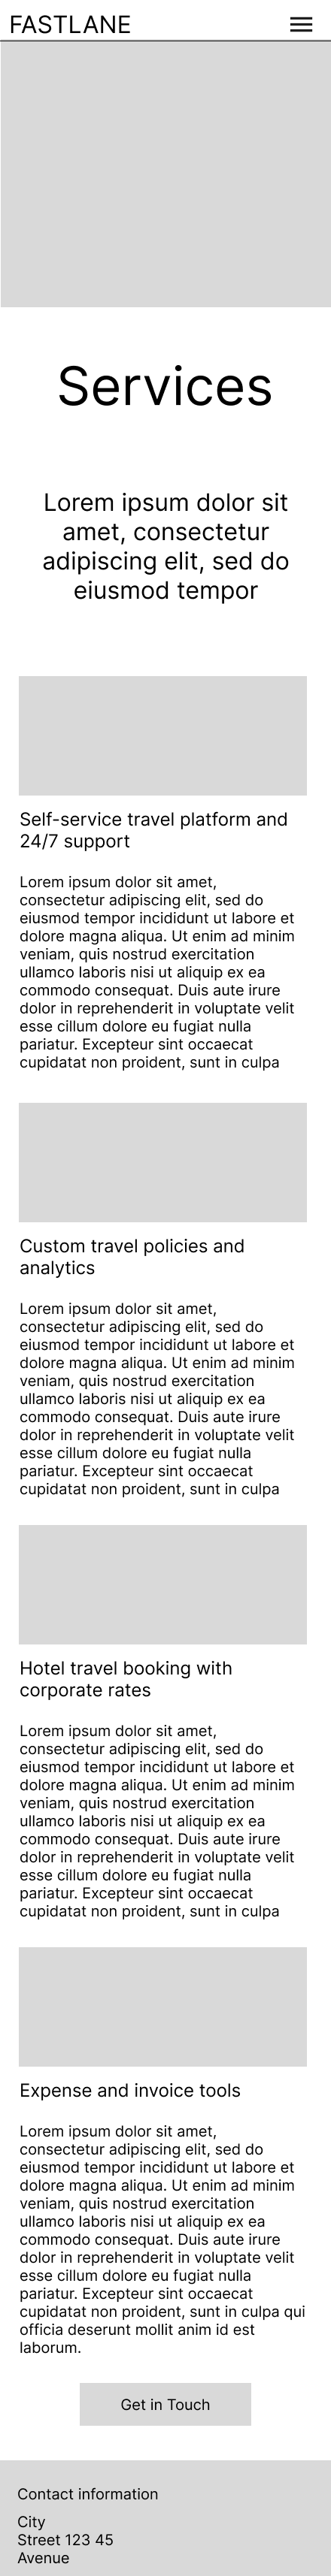 FASTLANE
Services
Lorem ipsum dolor sit
amet, consectetur
adipiscing elit, sed do
eiusmod tempor
Self-service travel platform and
24/7 support
Lorem ipsum dolor sit amet,
consectetur adipiscing elit, sed do
eiusmod tempor incididunt ut labore et
dolore magna aliqua. Ut enim ad minim
veniam, quis nostrud exercitation
ullamco laboris nisi ut aliquip ex ea
commodo consequat. Duis aute irure
dolor in reprehenderit in voluptate velit
esse cillum dolore eu fugiat nulla
pariatur. Excepteur sint occaecat
cupidatat non proident, sunt in culpa
Custom travel policies and
analytics
Lorem ipsum dolor sit amet,
consectetur adipiscing elit, sed do
eiusmod tempor incididunt ut labore et
dolore magna aliqua. Ut enim ad minim
veniam, quis nostrud exercitation
ullamco laboris nisi ut aliquip ex ea
commodo consequat. Duis aute irure
dolor in reprehenderit in voluptate velit
esse cillum dolore eu fugiat nulla
pariatur. Excepteur sint occaecat
cupidatat non proident, sunt in culpa
Hotel travel booking with
corporate rates
Lorem ipsum dolor sit amet,
consectetur adipiscing elit, sed do
eiusmod tempor incididunt ut labore et
dolore magna aliqua. Ut enim ad minim
veniam, quis nostrud exercitation
ullamco laboris nisi ut aliquip ex ea
commodo consequat. Duis aute irure
dolor in reprehenderit in voluptate velit
esse cillum dolore eu fugiat nulla
pariatur. Excepteur sint occaecat
cupidatat non proident, sunt in culpa
Expense and invoice tools
Lorem ipsum dolor sit amet,
consectetur adipiscing elit, sed do
eiusmod tempor incididunt ut labore et
dolore magna aliqua. Ut enim ad minim
veniam, quis nostrud exercitation
ullamco laboris nisi ut aliquip ex ea
commodo consequat. Duis aute irure
dolor in reprehenderit in voluptate velit
esse cillum dolore eu fugiat nulla
pariatur. Excepteur sint occaecat
cupidatat non proident, sunt in culpa qui
officia deserunt mollit anim id est
laborum.
Get in Touch
Contact information
City
Street 123 45
Avenue